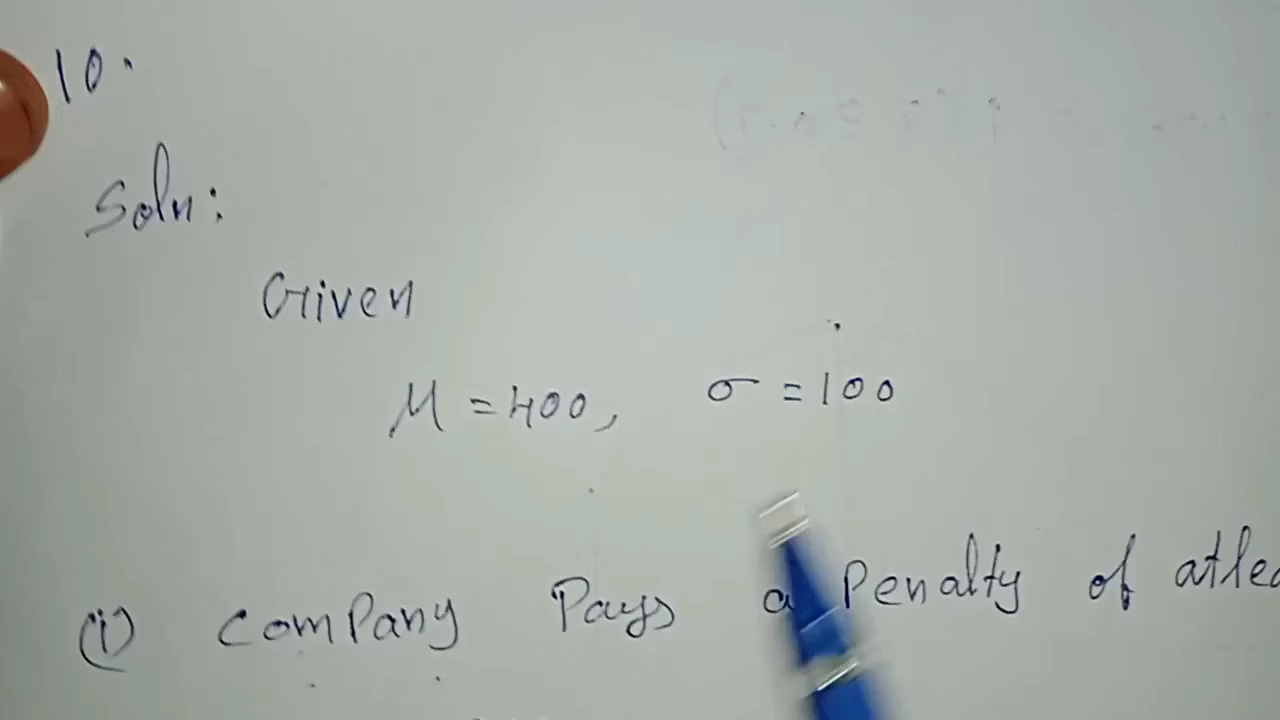 10.
Soln:
Given
μ = 400, σ = 100
(i) Company Pays a Penalty of atlea